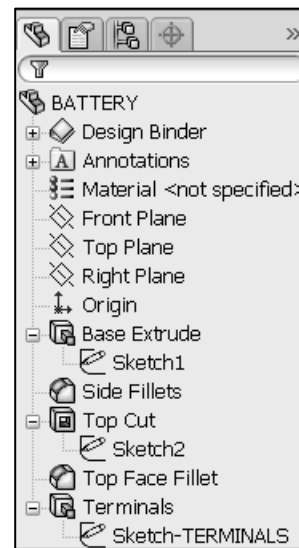 »
BATTERY
Design Binder
A Annotations
Material <not specified>
Front Plane
Top Plane
Right Plane
Origin
Base Extrude
Sketch1
Side Fillets
Top Cut
Sketch2
Top Face Fillet
Terminals
Sketch-TERMINALS